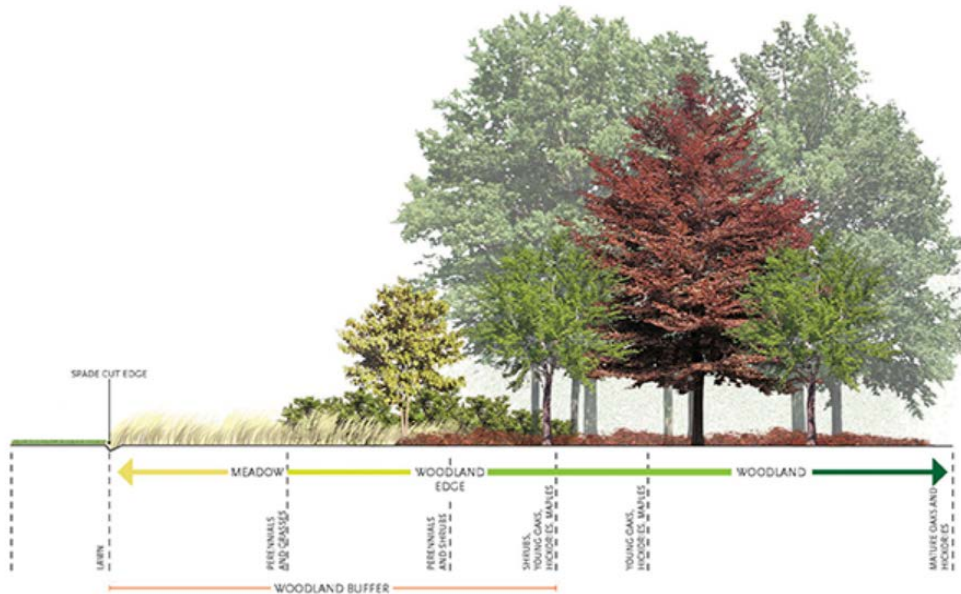 SPADE CUT EDGE
MEADOW
WOODLAND
EDGE
WOODLAND
LAWN
PERENNIALS
AND GRASSES
PERENNIALS
AND SHRUBS
SHRUBS,
YOUNG OAKS,
HICKORIES, MAPLES
YOUNG OAKS,
HICKORIES, MAPLES
MATURE OAKS AND
HICKORIES
WOODLAND BUFFER